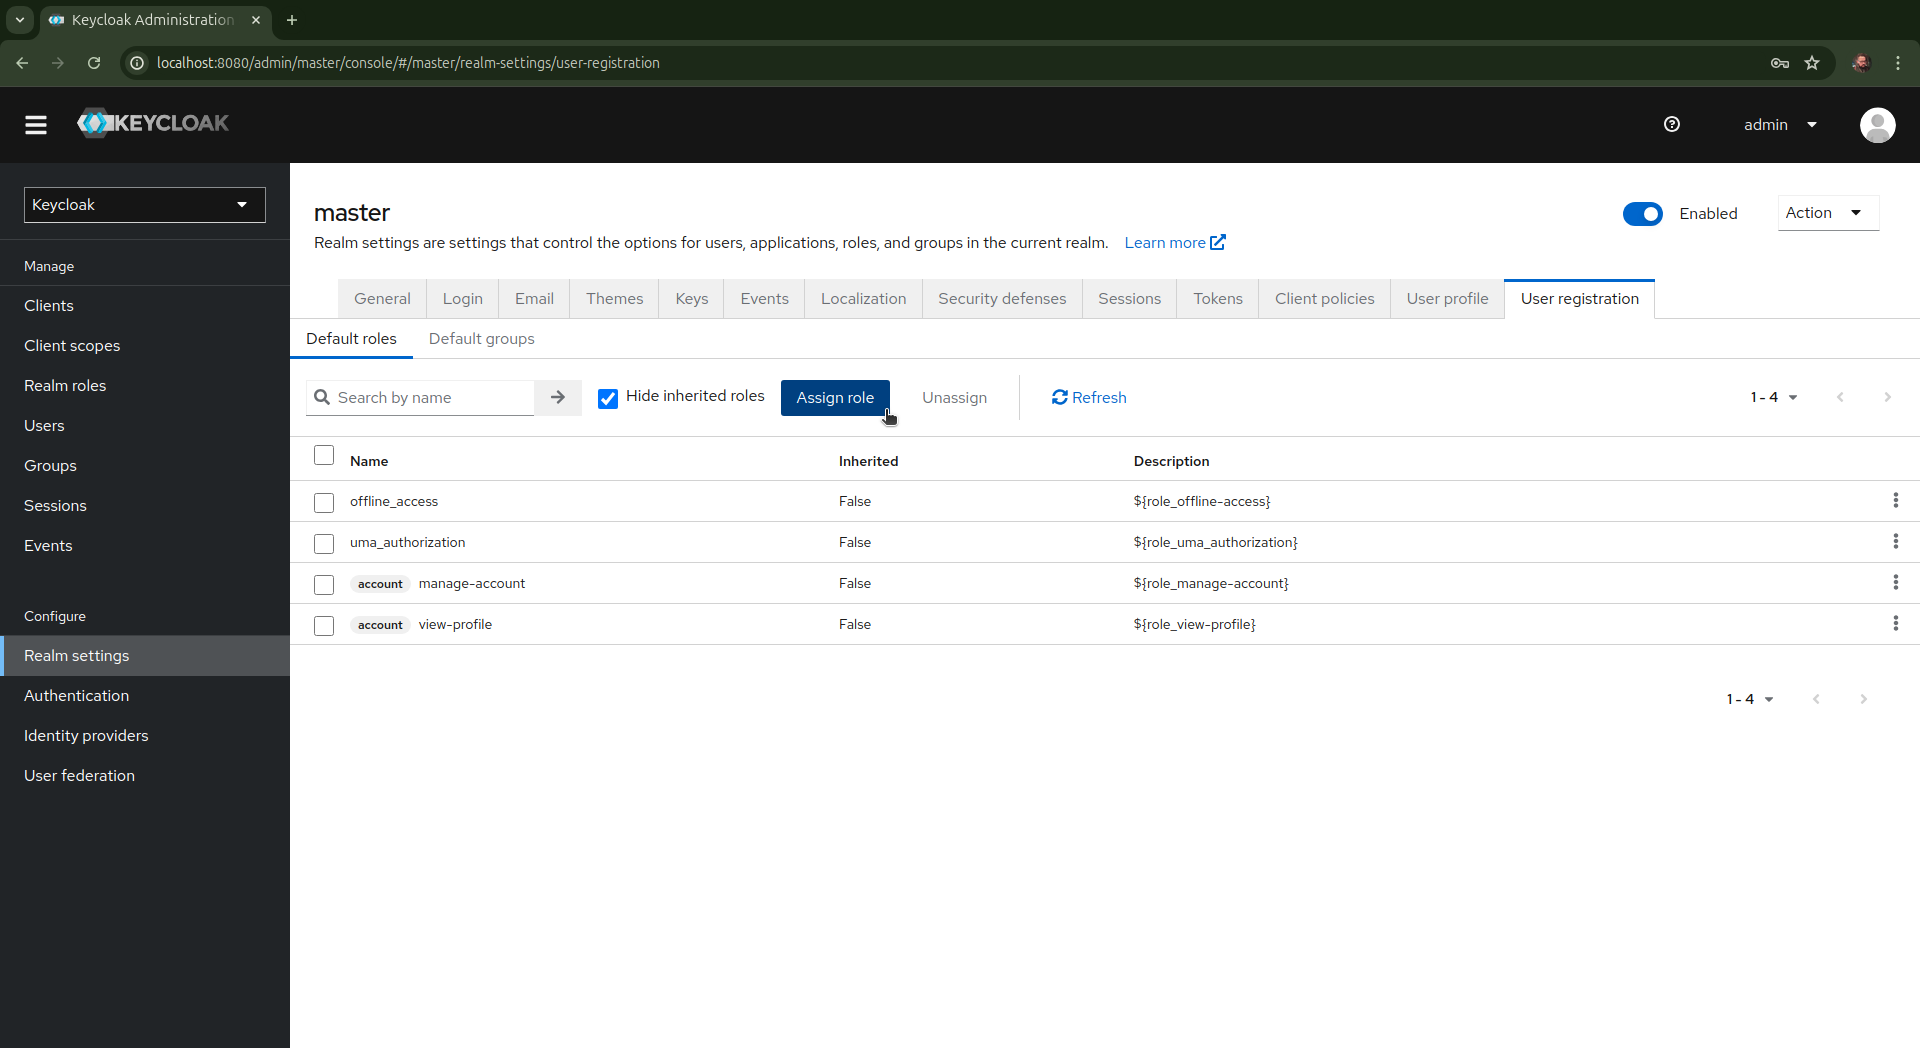 Keycloak Administration
localhost:8080/admin/master/console/#/master/realm-settings/user-registration
KEYCLOAK
admin
Keycloak
Manage
Clients
Client scopes
Realm roles
Users
Groups
Sessions
Events
Configure
Realm settings
Authentication
Identity providers
User federation
master
Enabled
Action
Realm settings are settings that control the options for users, applications, roles, and groups in the current realm. Learn more
General Login Email Themes Keys Events Localization Security defenses Sessions Tokens Client policies User profile User registration
Default roles Default groups
Search by name Hide inherited roles Assign role Unassign Refresh 1 - 4
Name Inherited Description
offline_access False ${role_offline-access}
uma_authorization False ${role_uma_authorization}
account manage-account False ${role_manage-account}
account view-profile False ${role_view-profile}
1 - 4